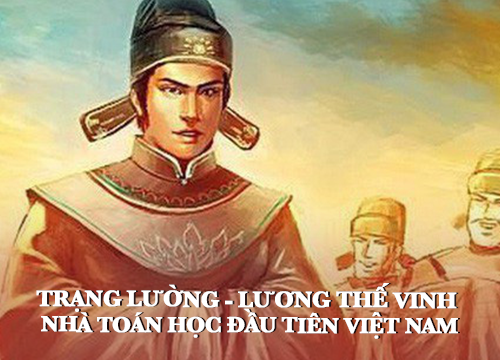 TRẠNG LƯỜNG - LƯƠNG THẾ VINH
NHÀ TOÁN HỌC ĐẦU TIÊN VIỆT NAM